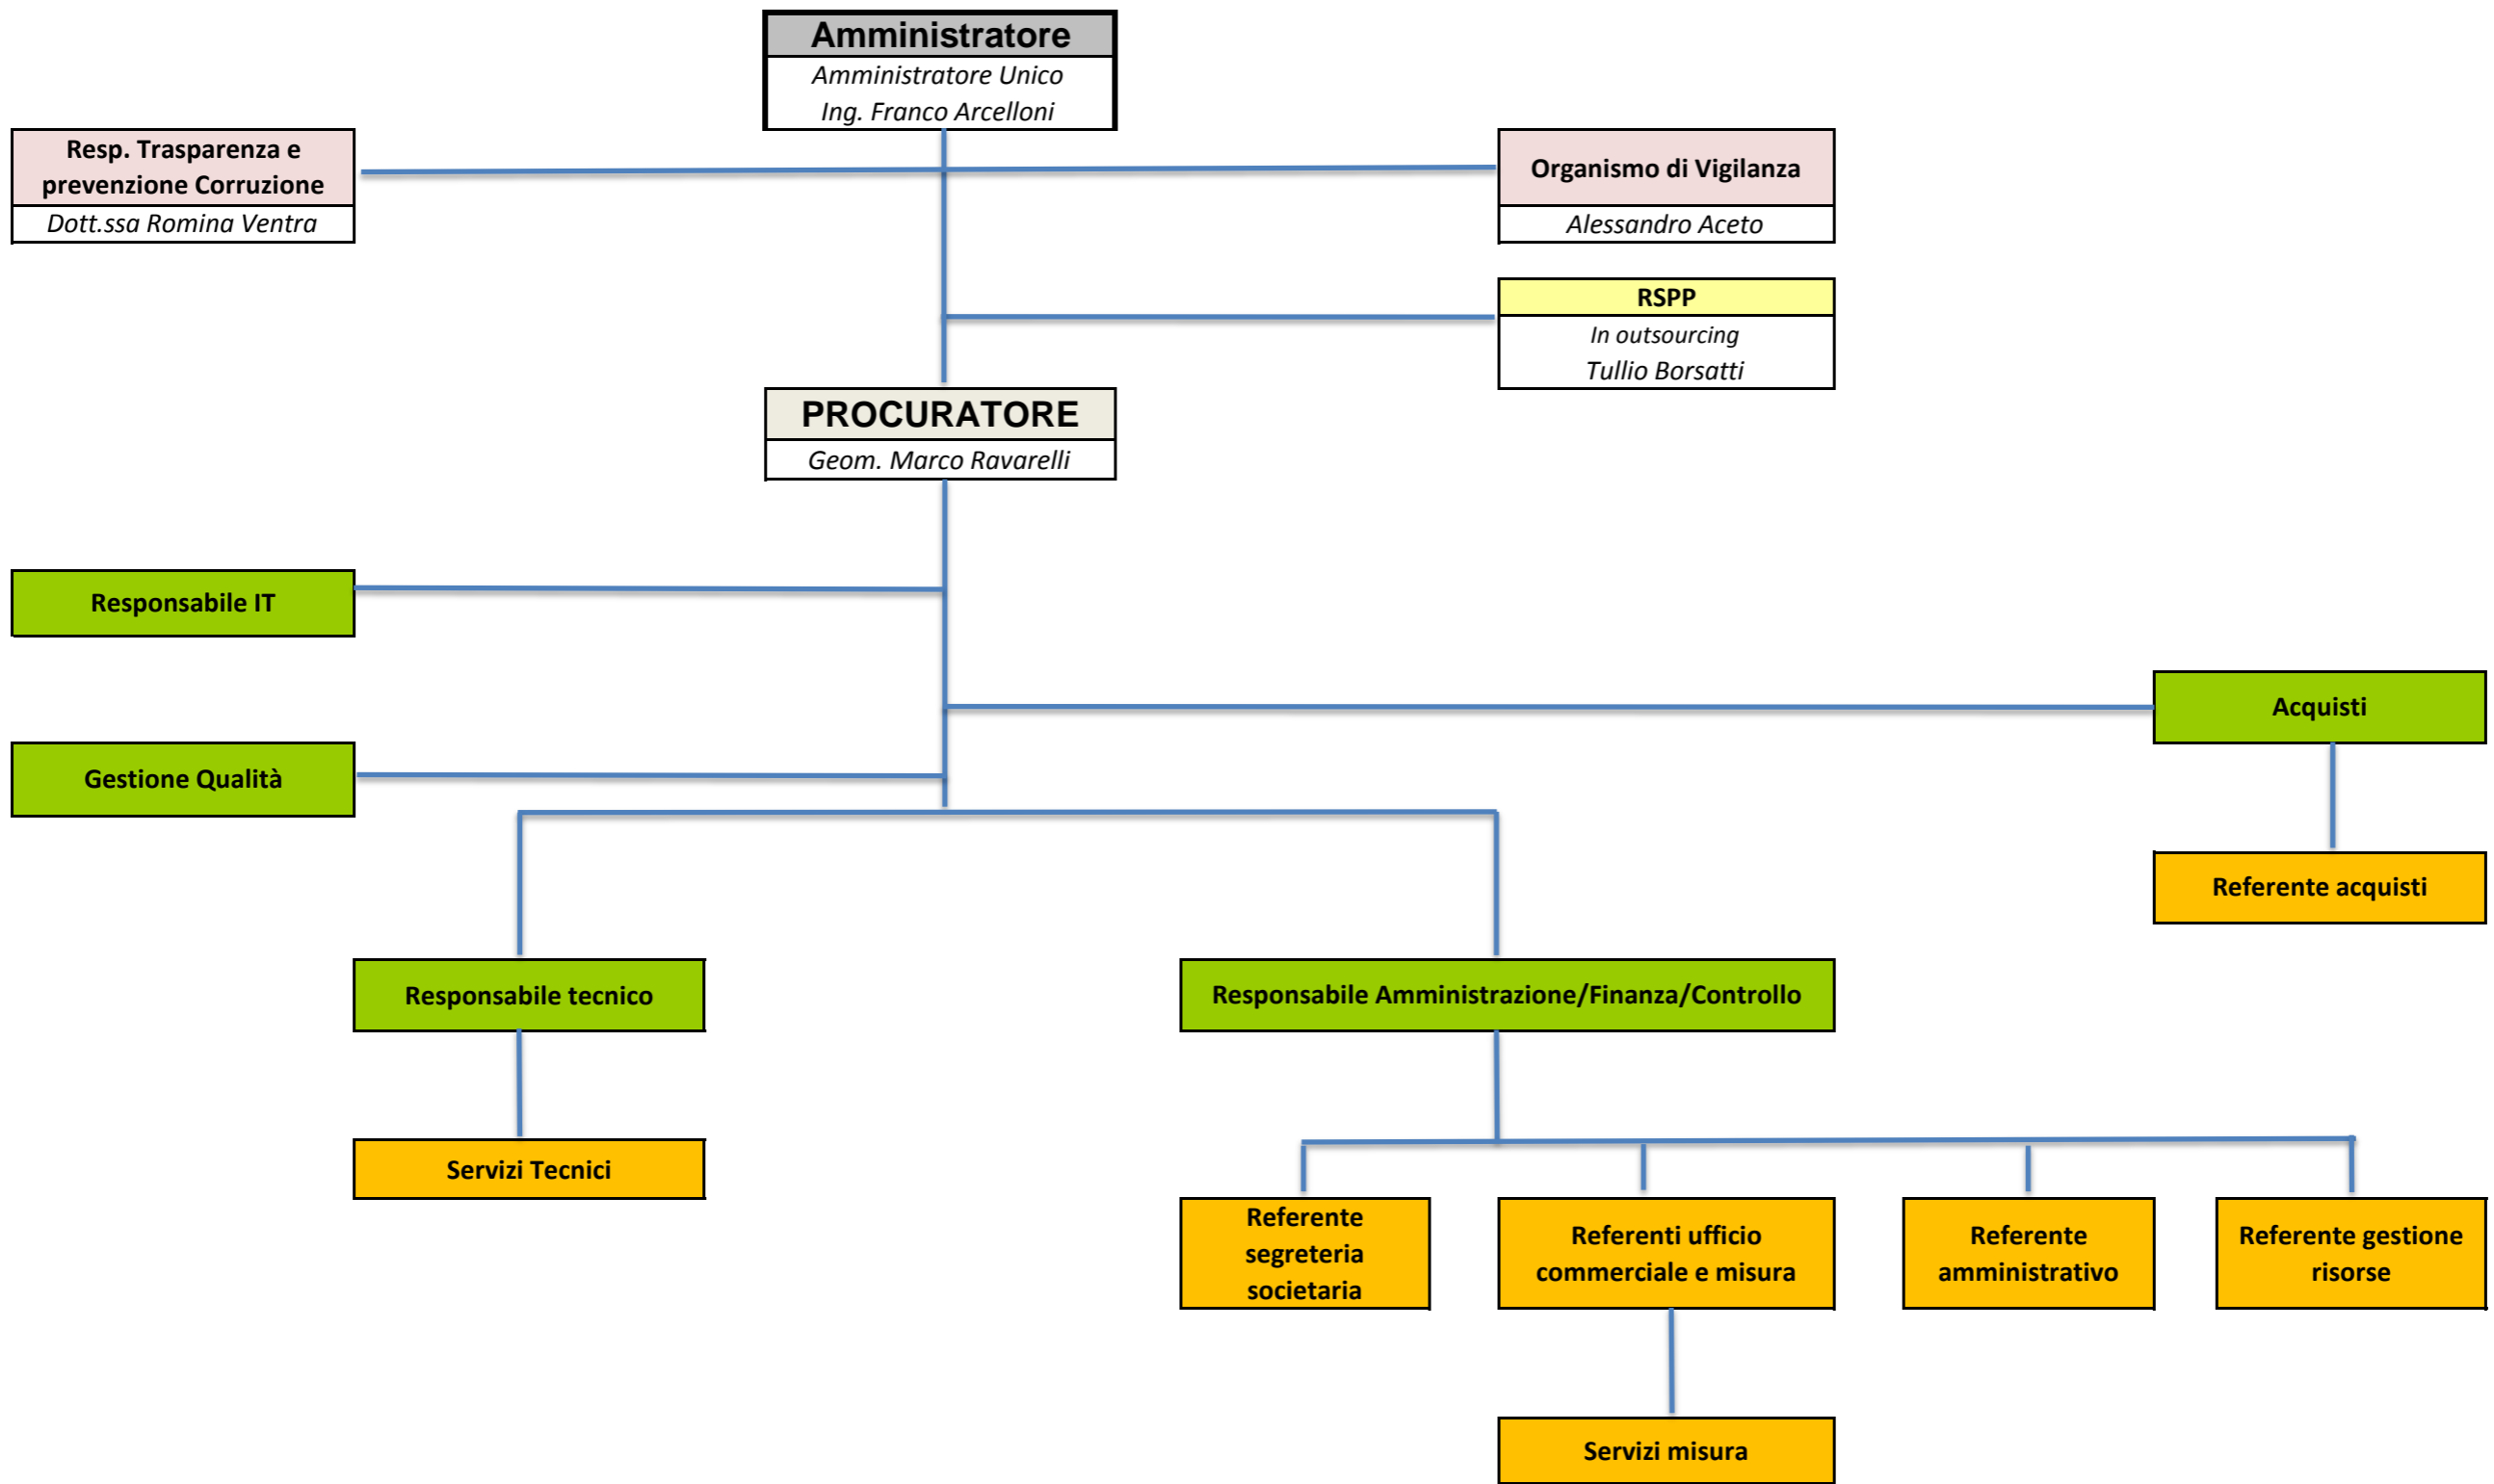 Amministratore
Amministratore Unico
Ing. Franco Arcelloni
Resp. Trasparenza e
prevenzione Corruzione
Dott.ssa Romina Ventra
Organismo di Vigilanza
Alessandro Aceto
RSPP
In outsourcing
Tullio Borsatti
PROCURATORE
Geom. Marco Ravarelli
Responsabile IT
Acquisti
Gestione Qualità
Referente acquisti
Responsabile tecnico
Responsabile Amministrazione/Finanza/Controllo
Servizi Tecnici
Referente
segreteria
societaria
Referenti ufficio
commerciale e misura
Referente
amministrativo
Referente gestione
risorse
Servizi misura